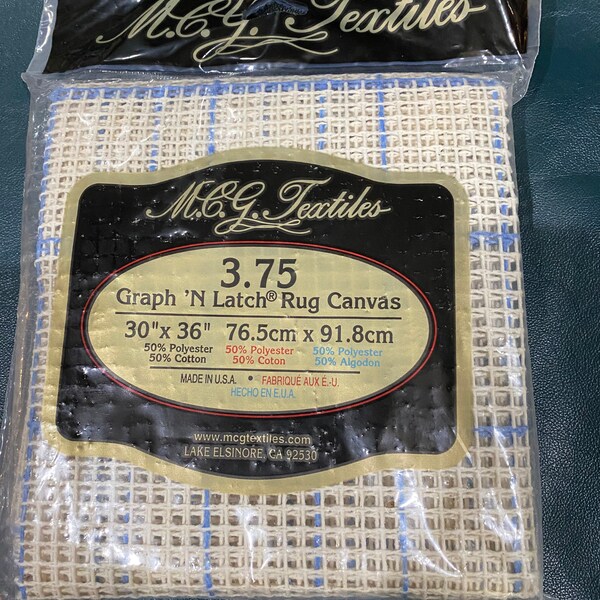 M.C.G. Textiles
M.C.G. Textiles
3.75
Graph 'N Latch® Rug Canvas
30"x 36" 76.5cm x 91.8cm
50% Polyester 50% Polyester 50% Polyester
50% Cotton 50% Coton 50% Algodon
MADE IN U.S.A. • FABRIQUÉ AUX E.-U.
HECHO EN E.U.A.
www.mcgtextiles.com
LAKE ELSINORE, CA 92530